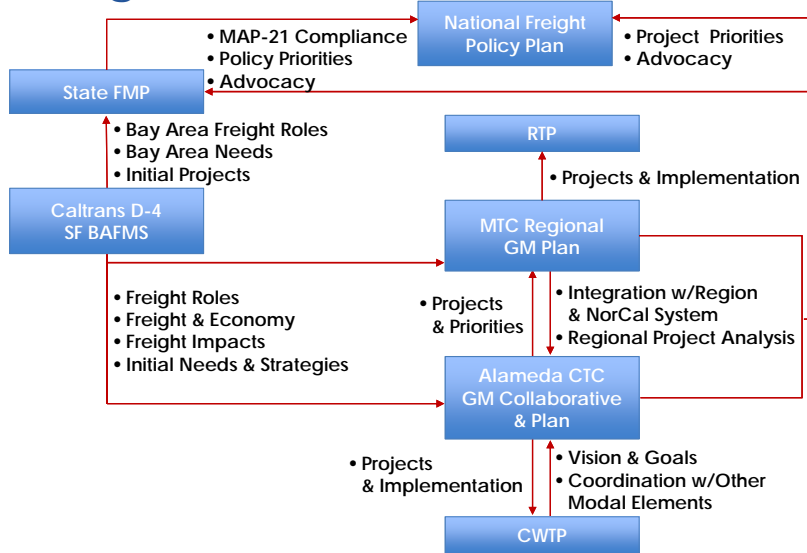 National Freight
Policy Plan
• MAP-21 Compliance
• Policy Priorities
• Advocacy
• Project Priorities
• Advocacy
State FMP
• Bay Area Freight Roles
• Bay Area Needs
• Initial Projects
RTP
• Projects & Implementation
Caltrans D-4
SF BAFMS
MTC Regional
GM Plan
• Freight Roles
• Freight & Economy
• Freight Impacts
• Initial Needs & Strategies
• Projects
& Priorities
• Integration w/Region
& NorCal System
• Regional Project Analysis
Alameda CTC
GM Collaborative
& Plan
• Projects
& Implementation
• Vision & Goals
• Coordination w/Other
Modal Elements
CWTP